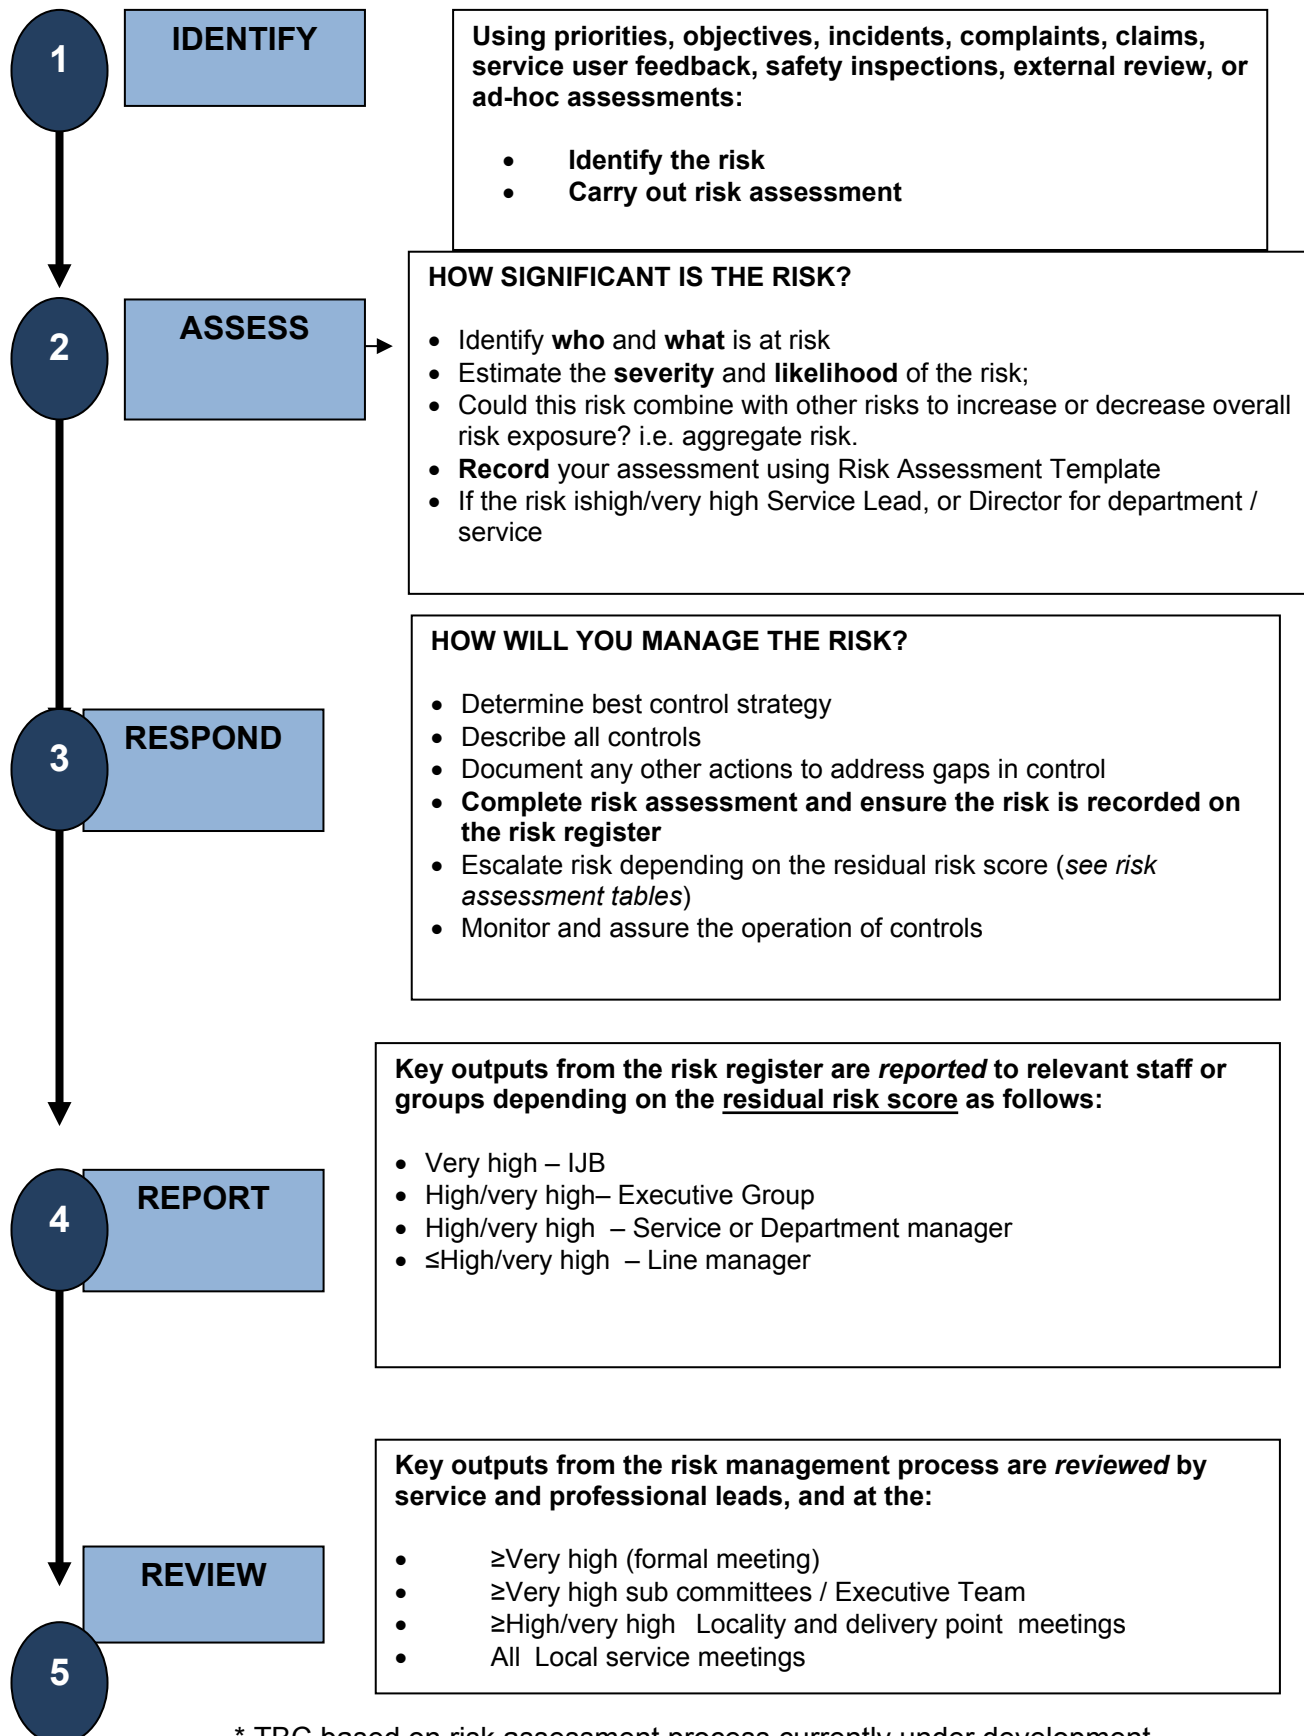 1
IDENTIFY
Using priorities, objectives, incidents, complaints, claims,
service user feedback, safety inspections, external review, or
ad-hoc assessments:
• Identify the risk
• Carry out risk assessment
2
ASSESS
HOW SIGNIFICANT IS THE RISK?
• Identify who and what is at risk
• Estimate the severity and likelihood of the risk;
• Could this risk combine with other risks to increase or decrease overall
risk exposure? i.e. aggregate risk.
• Record your assessment using Risk Assessment Template
• If the risk ishigh/very high Service Lead, or Director for department /
service
3
RESPOND
HOW WILL YOU MANAGE THE RISK?
• Determine best control strategy
• Describe all controls
• Document any other actions to address gaps in control
• Complete risk assessment and ensure the risk is recorded on
the risk register
• Escalate risk depending on the residual risk score (see risk
assessment tables)
• Monitor and assure the operation of controls
4
REPORT
Key outputs from the risk register are reported to relevant staff or
groups depending on the residual risk score as follows:
• Very high – IJB
• High/very high– Executive Group
• High/very high – Service or Department manager
• ≤High/very high – Line manager
REVIEW
5
Key outputs from the risk management process are reviewed by
service and professional leads, and at the:
• ≥Very high (formal meeting)
• ≥Very high sub committees / Executive Team
• ≥High/very high Locality and delivery point meetings
• All Local service meetings
* TBC based on risk assessment process currently under development